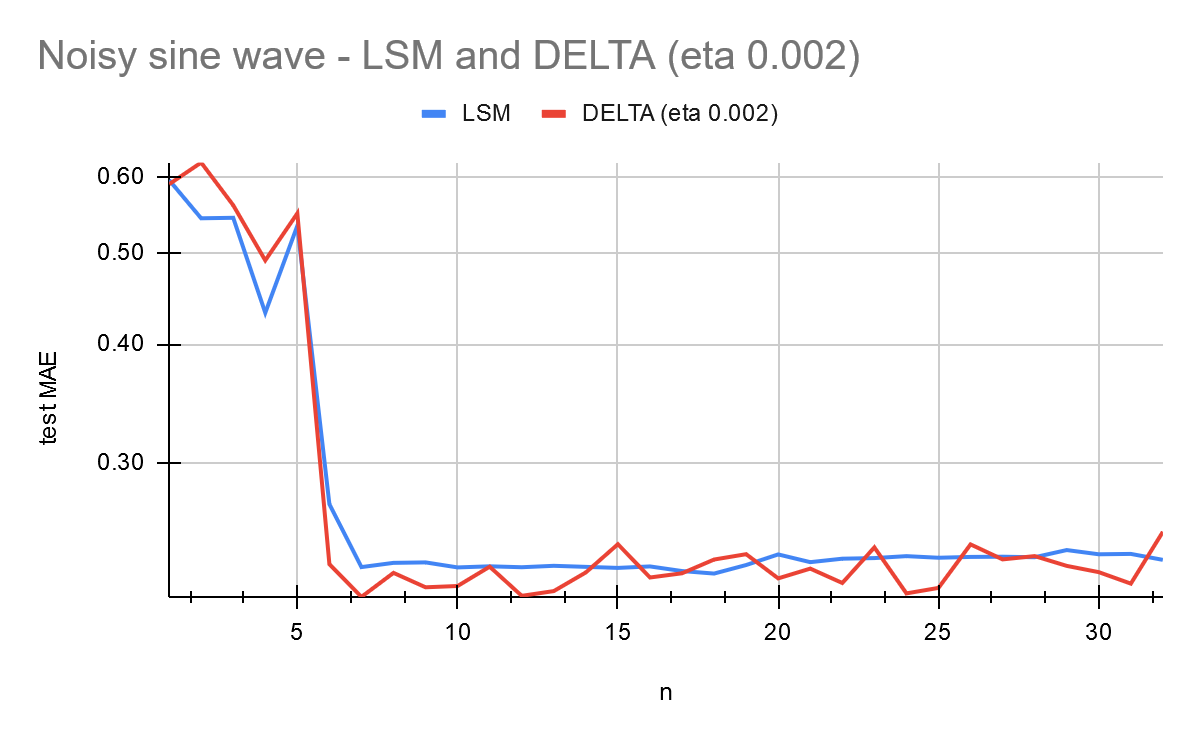 Noisy sine wave - LSM and DELTA (eta 0.002)
LSM DELTA (eta 0.002)
0.60
0.50
0.40
0.30
test MAE
5 10 15 20 25 30
n